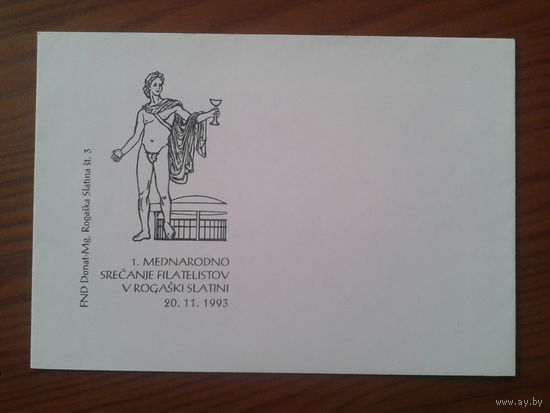 FND Donat-Mg. Rogaška Slatina št. 3
1. MEDNARODNO
SREČANJE FILATELISTOV
V ROGAŠKI SLATINI
20. 11. 1993
www.ay.by